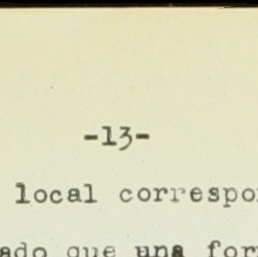 -13-
local correspo
ado que una for